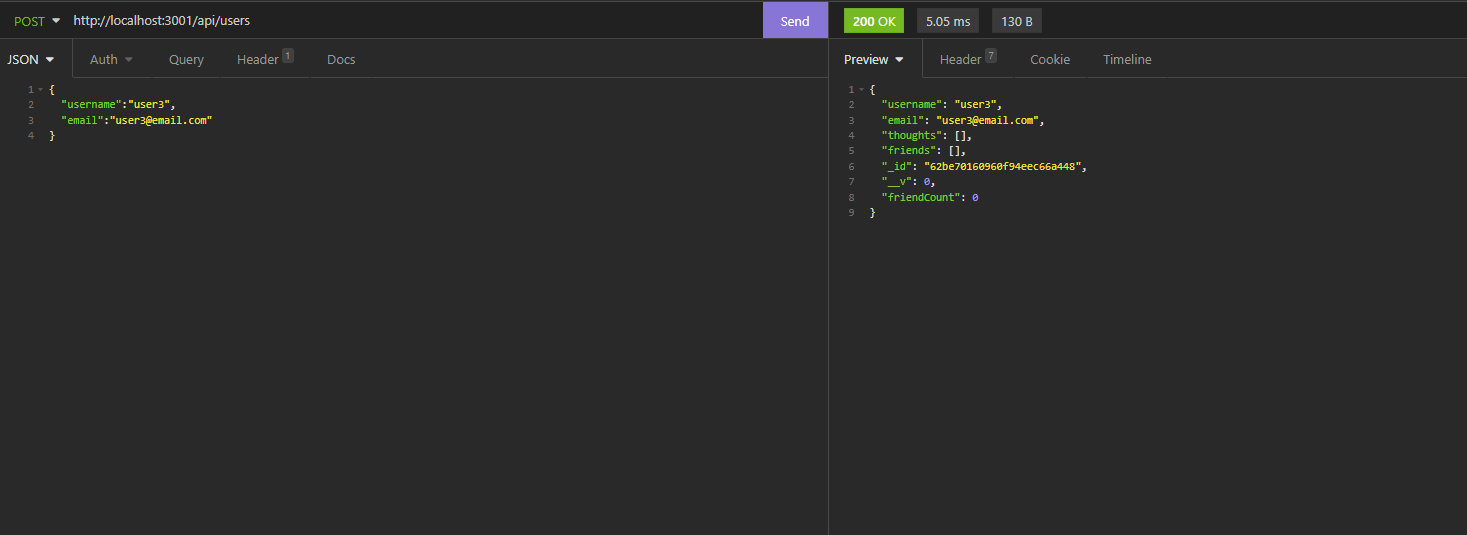 POST http://localhost:3001/api/users Send 200 OK 5.05 ms 130 B
JSON Auth Query Header 1 Docs Preview Header 7 Cookie Timeline
1 {
2 "username":"user3",
3 "email":"user3@email.com"
4 }
1 {
2 "username": "user3",
3 "email": "user3@email.com",
4 "thoughts": [],
5 "friends": [],
6 "_id": "62be70160960f94eec66a448",
7 "__v": 0,
8 "friendCount": 0
9 }